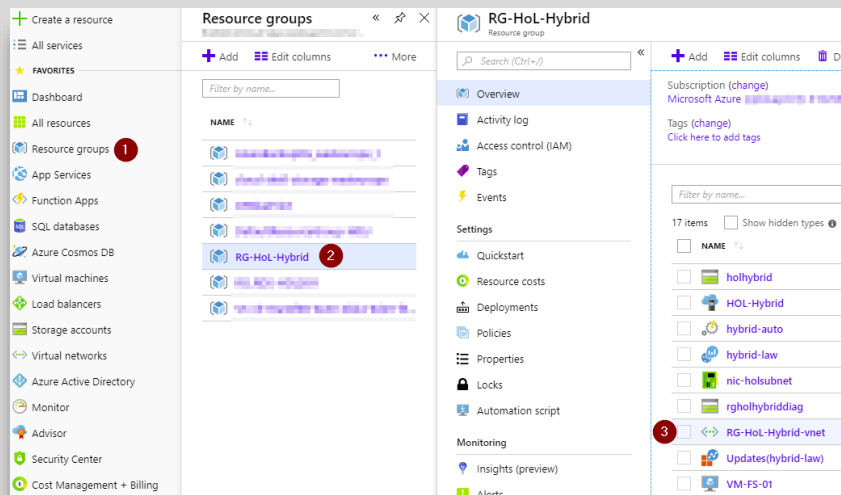 Create a resource
All services
FAVORITES
Dashboard
All resources
Resource groups 1
App Services
Function Apps
SQL databases
Azure Cosmos DB
Virtual machines
Load balancers
Storage accounts
Virtual networks
Azure Active Directory
Monitor
Advisor
Security Center
Cost Management + Billing
Resource groups
Add Edit columns More
Filter by name...
NAME
RG-HoL-Hybrid 2
RG-HoL-Hybrid
Resource group
Search (Ctrl+/)
Overview
Activity log
Access control (IAM)
Tags
Events
Settings
Quickstart
Resource costs
Deployments
Policies
Properties
Locks
Automation script
Monitoring
Insights (preview)
Alerts
Add Edit columns D
Subscription (change)
Microsoft Azure
Tags (change)
Click here to add tags
Filter by name...
17 items Show hidden types
NAME
holhybrid
HOL-Hybrid
hybrid-auto
hybrid-law
nic-holsubnet
rgholhybriddiag
3 RG-HoL-Hybrid-vnet
Updates(hybrid-law)
VM-FS-01